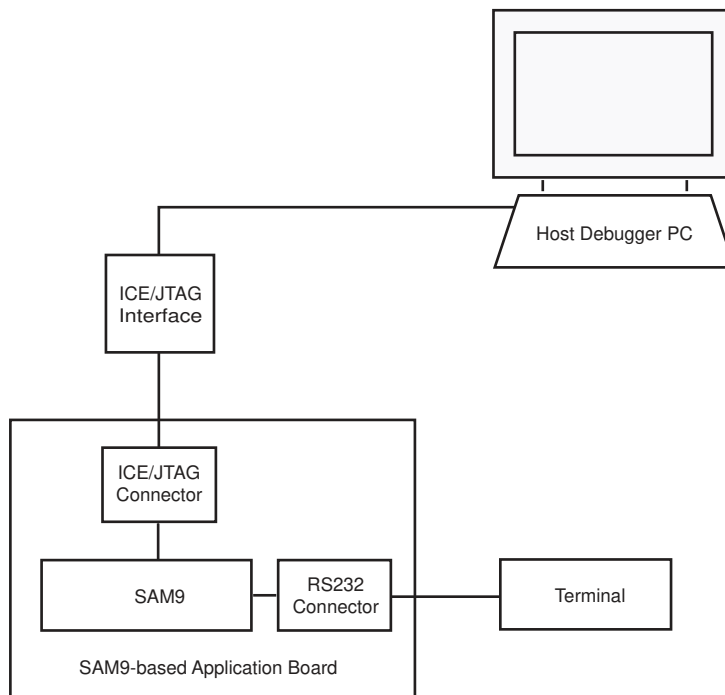 Host Debugger PC
ICE/JTAG
Interface
ICE/JTAG
Connector
SAM9
RS232
Connector
Terminal
SAM9-based Application Board